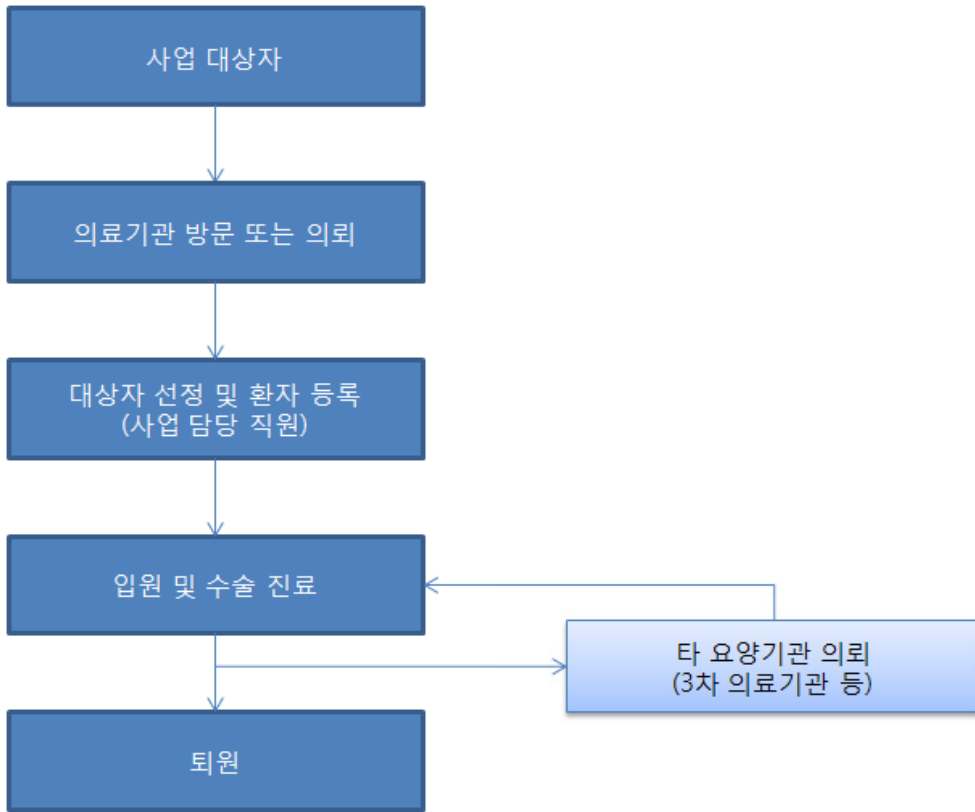 사업 대상자
의료기관 방문 또는 의뢰
대상자 선정 및 환자 등록
(사업 담당 직원)
입원 및 수술 진료
타 요양기관 의뢰
(3차 의료기관 등)
퇴원